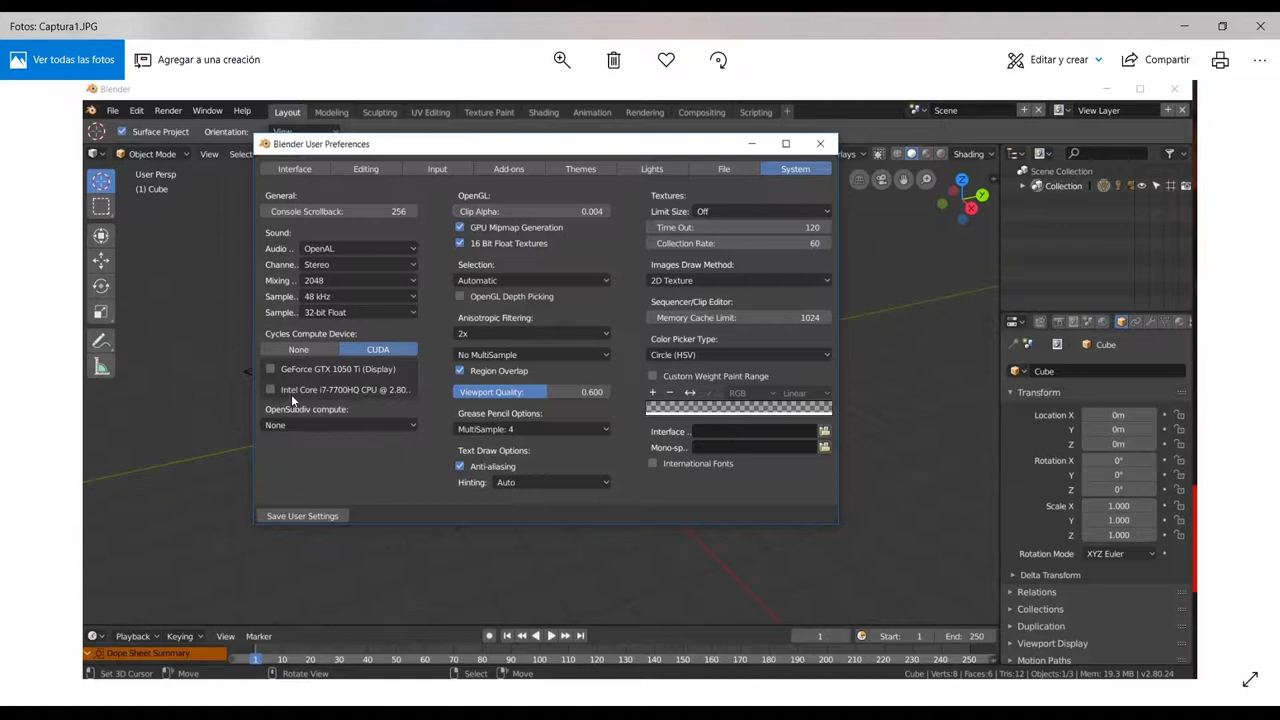 Fotos: Captura1.JPG
Ver todas las fotos
Agregar a una creación
Editar y crear
Compartir
Blender
File Edit Render Window Help
Layout Modeling Sculpting UV Editing Texture Paint Shading Animation Rendering Compositing Scripting
Scene
View Layer
Surface Project Orientation: View
Object Mode View Select
Shading
Blender User Preferences
Interface Editing Input Add-ons Themes Lights File System
User Persp
(1) Cube
General:
Console Scrollback: 256
Sound:
Audio .. OpenAL
Channe.. Stereo
Mixing .. 2048
Sample.. 48 kHz
Sample.. 32-bit Float
Cycles Compute Device:
None CUDA
GeForce GTX 1050 Ti (Display)
Intel Core i7-7700HQ CPU @ 2.80..
OpenSubdiv compute:
None
Save User Settings
OpenGL:
Clip Alpha: 0.004
GPU Mipmap Generation
16 Bit Float Textures
Selection:
Automatic
OpenGL Depth Picking
Anisotropic Filtering:
2x
No MultiSample
Region Overlap
Viewport Quality: 0.600
Grease Pencil Options:
MultiSample: 4
Text Draw Options:
Anti-aliasing
Hinting: Auto
Textures:
Limit Size: Off
Time Out: 120
Collection Rate: 60
Images Draw Method:
2D Texture
Sequencer/Clip Editor:
Memory Cache Limit: 1024
Color Picker Type:
Circle (HSV)
Custom Weight Paint Range
RGB Linear
Interface ..
Mono-sp..
International Fonts
Z
Y
X
Scene Collection
Collection
Cube
Cube
Transform
Location X 0m
Y 0m
Z 0m
Rotation X 0°
Y 0°
Z 0°
Scale X 1.000
Y 1.000
Z 1.000
Rotation Mode XYZ Euler
Delta Transform
Relations
Collections
Duplication
Viewport Display
Motion Paths
Playback Keying View Marker
1 Start: 1 End: 250
Dope Sheet Summary
1 10 20 30 40 50 60 70 80 90 100 110 120 130 140 150 160 170 180 190 200 210 220 230 240 250
Set 3D Cursor Move Rotate View Select Move
Cube | Verts:8 | Faces:6 | Tris:12 | Objects:1/3 | Mem: 19.3 MB | v2.80.24